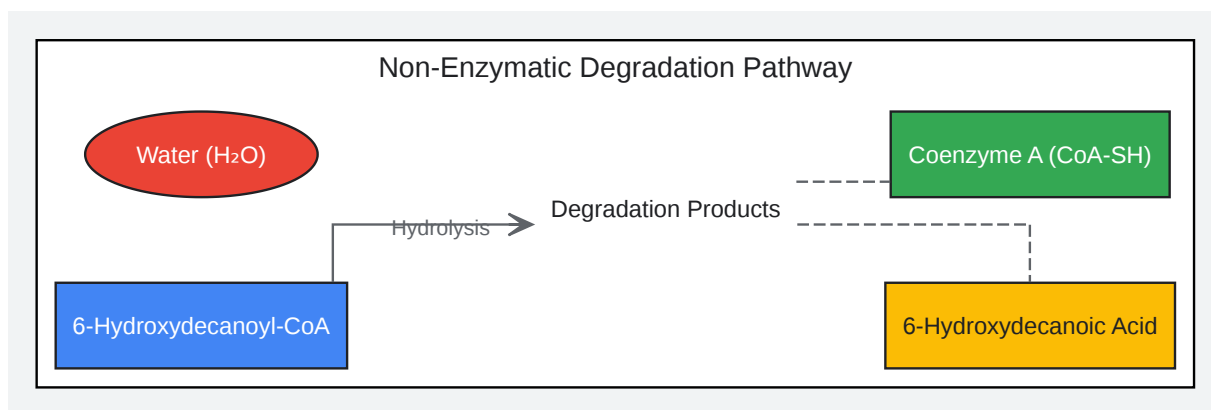 Non-Enzymatic Degradation Pathway
Water (H₂O)
Coenzyme A (CoA-SH)
Degradation Products
Hydrolysis
6-Hydroxydecanoyl-CoA
6-Hydroxydecanoic Acid